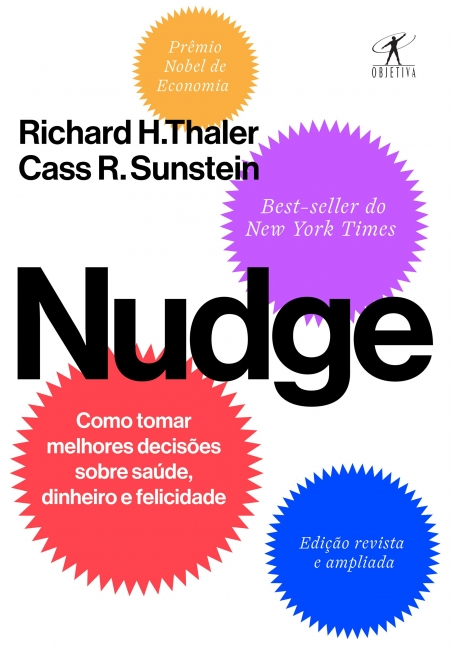 Prêmio
Nobel de
Economia
OBJETIVA
Richard H.Thaler
Cass R. Sunstein
Best-seller do
New York Times
Nudge
Como tomar
melhores decisões
sobre saúde,
dinheiro e felicidade
Edição revista
e ampliada